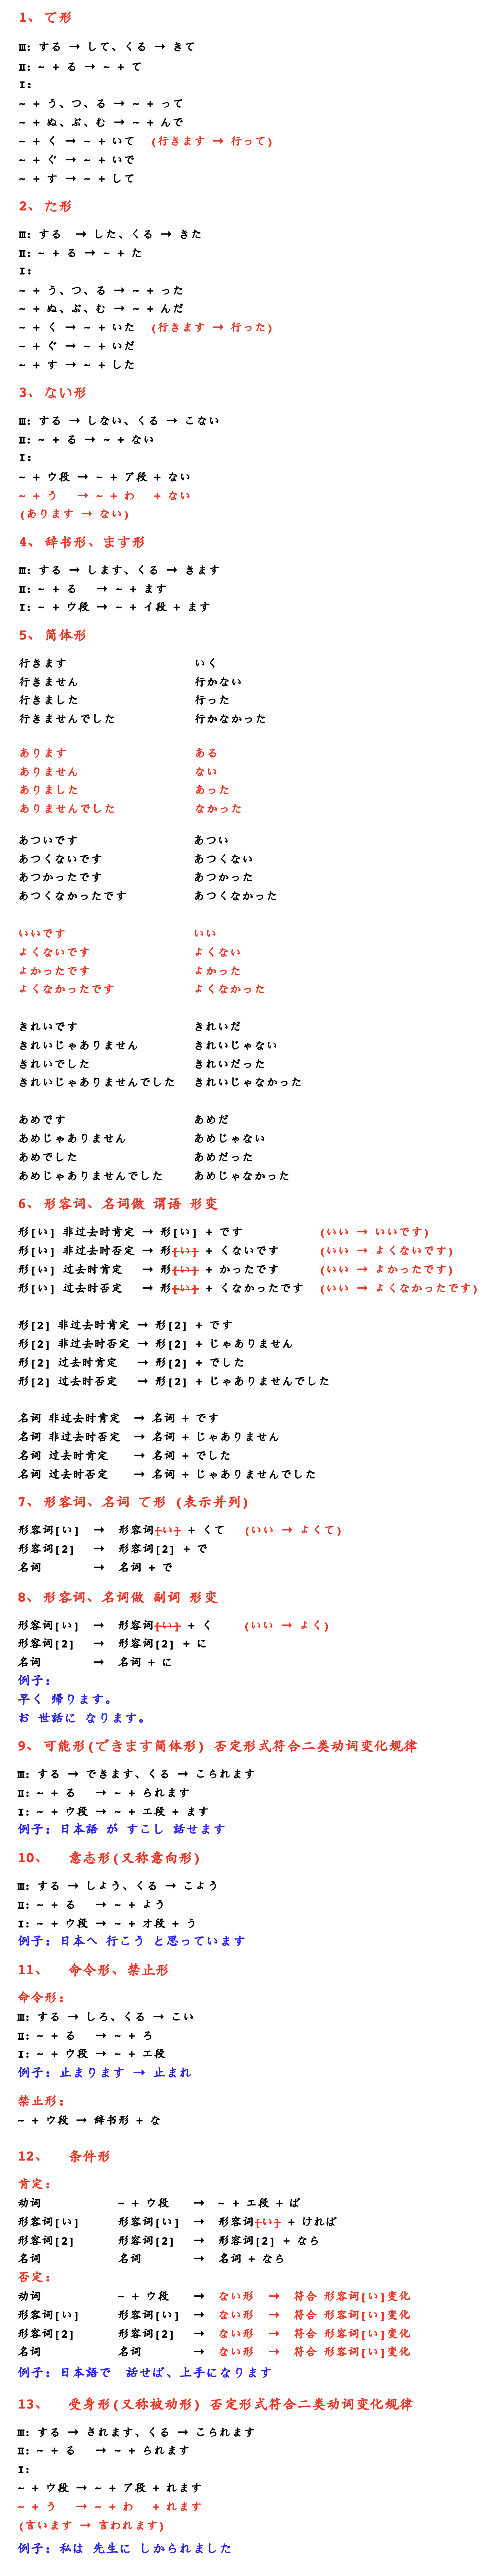 1、て形
Ⅲ: する → して、くる → きて
Ⅱ: ~ + る → ~ + て
Ⅰ:
~ + う、つ、る → ~ + って
~ + ぬ、ぶ、む → ~ + んで
~ + く → ~ + いて (行きます → 行って)
~ + ぐ → ~ + いで
~ + す → ~ + して
2、た形
Ⅲ: する → した、くる → きた
Ⅱ: ~ + る → ~ + た
Ⅰ:
~ + う、つ、る → ~ + った
~ + ぬ、ぶ、む → ~ + んだ
~ + く → ~ + いた (行きます → 行った)
~ + ぐ → ~ + いだ
~ + す → ~ + した
3、ない形
Ⅲ: する → しない、くる → こない
Ⅱ: ~ + る → ~ + ない
Ⅰ:
~ + ウ段 → ~ + ア段 + ない
~ + う → ~ + わ + ない
(あります → ない)
4、辞书形、ます形
Ⅲ: する → します、くる → きます
Ⅱ: ~ + る → ~ + ます
Ⅰ: ~ + ウ段 → ~ + イ段 + ます
5、简体形
行きます いく
行きません 行かない
行きました 行った
行きませんでした 行かなかった
あります ある
ありません ない
ありました あった
ありませんでした なかった
あついです あつい
あつくないです あつくない
あつかったです あつかった
あつくなかったです あつくなかった
いいです いい
よくないです よくない
よかったです よかった
よくなかったです よくなかった
きれいです きれいだ
きれいじゃありません きれいじゃない
きれいでした きれいだった
きれいじゃありませんでした きれいじゃなかった
あめです あめだ
あめじゃありません あめじゃない
あめでした あめだった
あめじゃありませんでした あめじゃなかった
6、形容词、名词做 谓语 形变
形[い] 非过去时肯定 → 形[い] + です (いい → いいです)
形[い] 非过去时否定 → 形[い] + くないです (いい → よくないです)
形[い] 过去时肯定 → 形[い] + かったです (いい → よかったです)
形[い] 过去时否定 → 形[い] + くなかったです (いい → よくなかったです)
形[2] 非过去时肯定 → 形[2] + です
形[2] 非过去时否定 → 形[2] + じゃありません
形[2] 过去时肯定 → 形[2] + でした
形[2] 过去时否定 → 形[2] + じゃありませんでした
名词 非过去时肯定 → 名词 + です
名词 非过去时否定 → 名词 + じゃありません
名词 过去时肯定 → 名词 + でした
名词 过去时否定 → 名词 + じゃありませんでした
7、形容词、名词 て形 (表示并列)
形容词[い] → 形容词[い] + くて (いい → よくて)
形容词[2] → 形容词[2] + で
名词 → 名词 + で
8、形容词、名词做 副词 形变
形容词[い] → 形容词[い] + く (いい → よく)
形容词[2] → 形容词[2] + に
名词 → 名词 + に
例子:
早く 帰ります。
お 世話に なります。
9、可能形(できます简体形) 否定形式符合二类动词变化规律
Ⅲ: する → できます、くる → こられます
Ⅱ: ~ + る → ~ + られます
Ⅰ: ~ + ウ段 → ~ + エ段 + ます
例子: 日本語 が すこし 話せます
10、 意志形(又称意向形)
Ⅲ: する → しよう、くる → こよう
Ⅱ: ~ + る → ~ + よう
Ⅰ: ~ + ウ段 → ~ + オ段 + う
例子: 日本へ 行こう と思っています
11、 命令形、禁止形
命令形:
Ⅲ: する → しろ、くる → こい
Ⅱ: ~ + る → ~ + ろ
Ⅰ: ~ + ウ段 → ~ + エ段
例子: 止まります → 止まれ
禁止形:
~ + ウ段 → 辞书形 + な
12、 条件形
肯定:
动词 ~ + ウ段 → ~ + エ段 + ば
形容词[い] 形容词[い] → 形容词[い] + ければ
形容词[2] 形容词[2] → 形容词[2] + なら
名词 名词 → 名词 + なら
否定:
动词 ~ + ウ段 → ない形 → 符合 形容词[い]变化
形容词[い] 形容词[い] → ない形 → 符合 形容词[い]变化
形容词[2] 形容词[2] → ない形 → 符合 形容词[い]变化
名词 名词 → ない形 → 符合 形容词[い]变化
例子: 日本語で 話せば、上手になります
13、 受身形(又称被动形) 否定形式符合二类动词变化规律
Ⅲ: する → されます、くる → こられます
Ⅱ: ~ + る → ~ + られます
Ⅰ:
~ + ウ段 → ~ + ア段 + れます
~ + う → ~ + わ + れます
(言います → 言われます)
例子: 私は 先生に しかられました